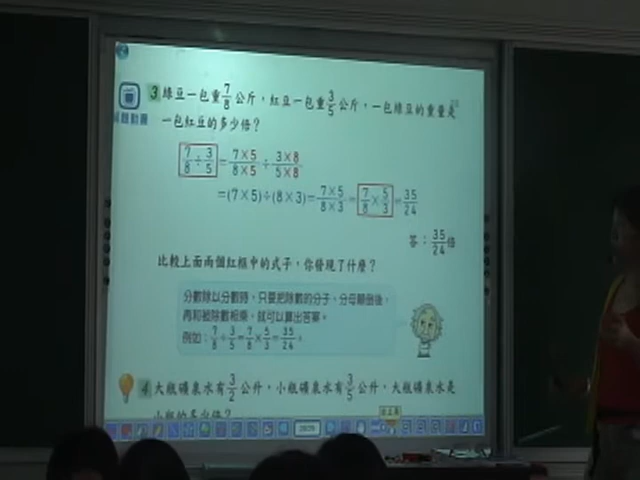 3 綠豆一包重7/8公斤，紅豆一包重3/5公斤，一包綠豆的重量是
一包紅豆的多少倍？
7/8÷3/5=7×5/8×5÷3×8/5×8
=(7×5)÷(8×3)=7×5/8×3=7/8×5/3=35/24
答：35/24倍
比較上面兩個紅框中的式子，你發現了什麼？
分數除以分數時，只要把除數的分子、分母顛倒後，
再和被除數相乘，就可以算出答案。
例如：7/8÷3/5=7/8×5/3=35/24。
4 大瓶礦泉水有3/2公升，小瓶礦泉水有3/5公升，大瓶礦泉水是
小瓶的多少倍？